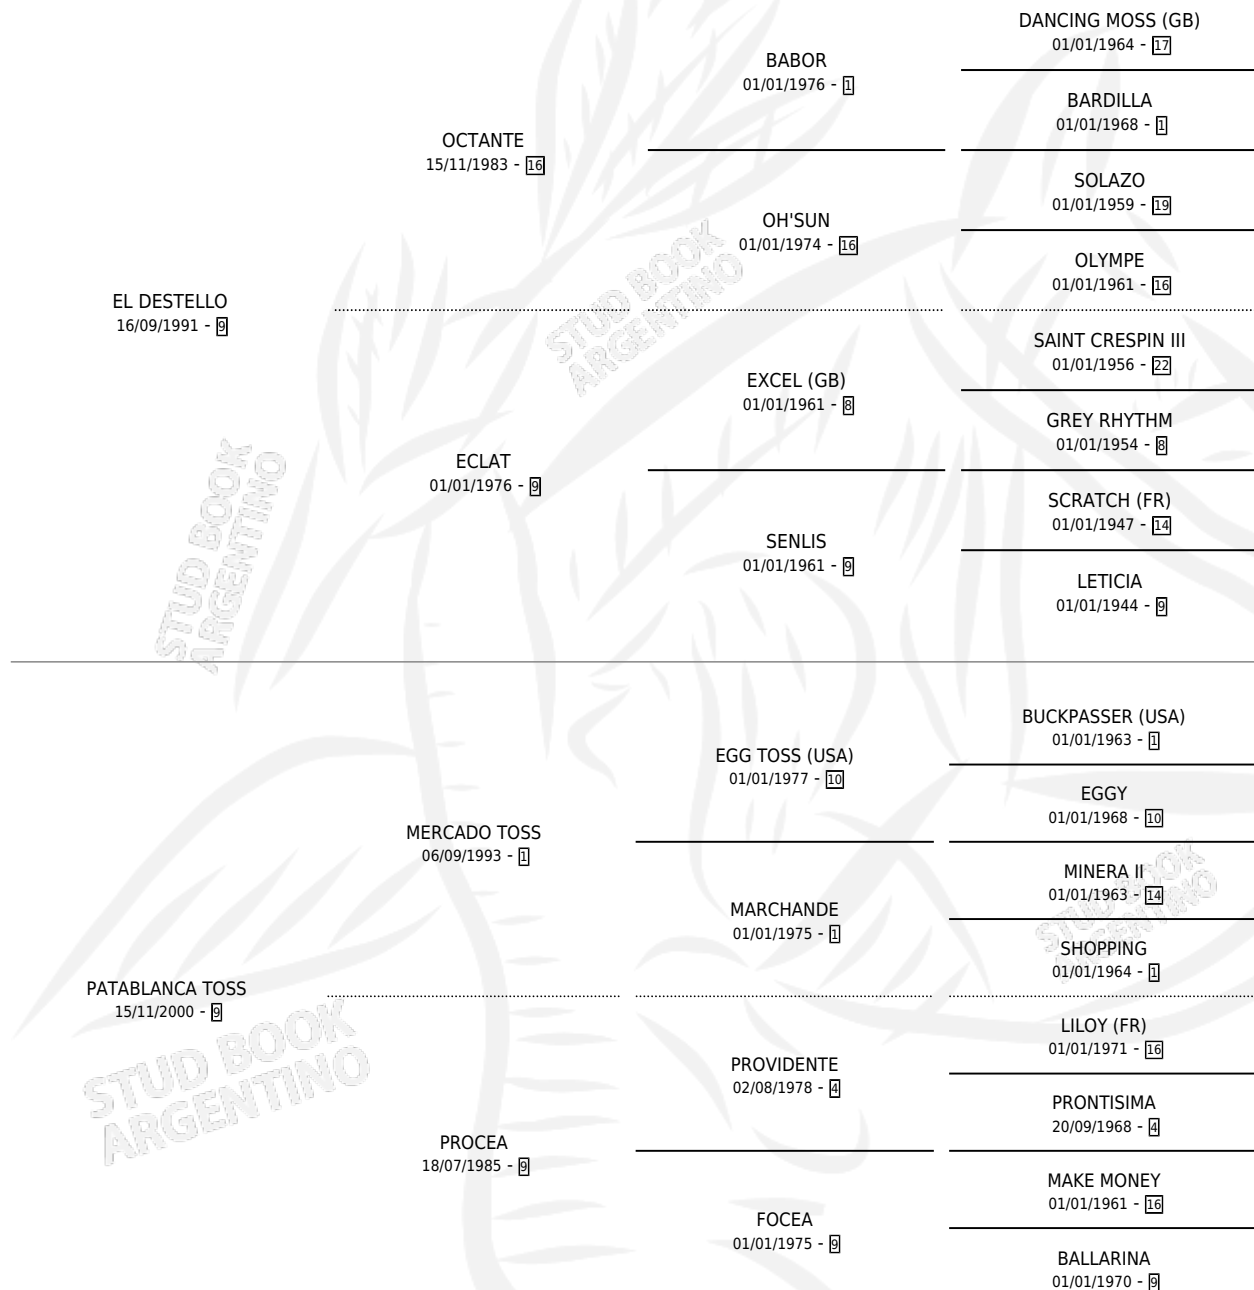 DANCING MOSS (GB)
01/01/1964 - 17
BABOR
01/01/1976 - 1
BARDILLA
01/01/1968 - 1
OCTANTE
15/11/1983 - 16
SOLAZO
01/01/1959 - 19
OH'SUN
01/01/1974 - 16
OLYMPE
01/01/1961 - 16
EL DESTELLO
16/09/1991 - 9
SAINT CRESPIN III
01/01/1956 - 22
EXCEL (GB)
01/01/1961 - 8
GREY RHYTHM
01/01/1954 - 8
ECLAT
01/01/1976 - 9
SCRATCH (FR)
01/01/1947 - 14
SENLIS
01/01/1961 - 9
LETICIA
01/01/1944 - 9
BUCKPASSER (USA)
01/01/1963 - 1
EGG TOSS (USA)
01/01/1977 - 10
EGGY
01/01/1968 - 10
MERCADO TOSS
06/09/1993 - 1
MINERA II
01/01/1963 - 14
MARCHANDE
01/01/1975 - 1
SHOPPING
01/01/1964 - 1
PATABLANCA TOSS
15/11/2000 - 9
LILOY (FR)
01/01/1971 - 16
PROVIDENTE
02/08/1978 - 4
PRONTISIMA
20/09/1968 - 4
PROCEA
18/07/1985 - 9
MAKE MONEY
01/01/1961 - 16
FOCEA
01/01/1975 - 9
BALLARINA
01/01/1970 - 9
STUD BOOK
ARGENTINO
STUD BOOK
ARGENTINO
STUD BOOK
ARGENTINO
STUD BOOK
ARGENTINO